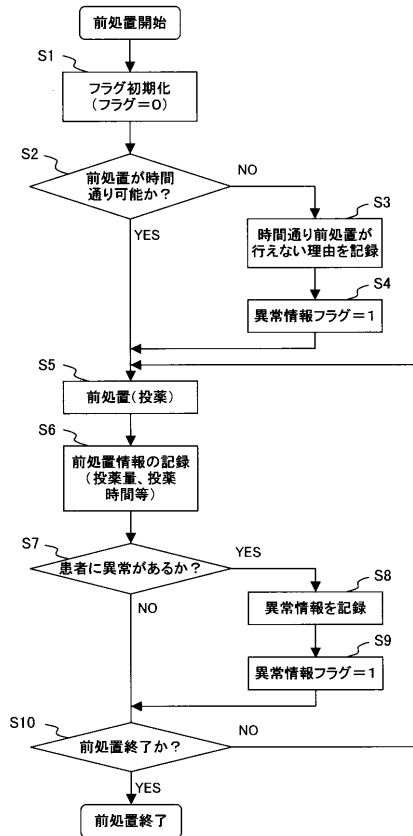 前処置開始
S1
フラグ初期化
(フラグ=0)
S2
前処置が時間
通り可能か?
NO
YES
S3
時間通り前処置が
行えない理由を記録
S4
異常情報フラグ=1
S5
前処置(投薬)
S6
前処置情報の記録
(投薬量、投薬
時間等)
S7
患者に異常があるか?
YES
NO
S8
異常情報を記録
S9
異常情報フラグ=1
S10
前処置終了か?
NO
YES
前処置終了